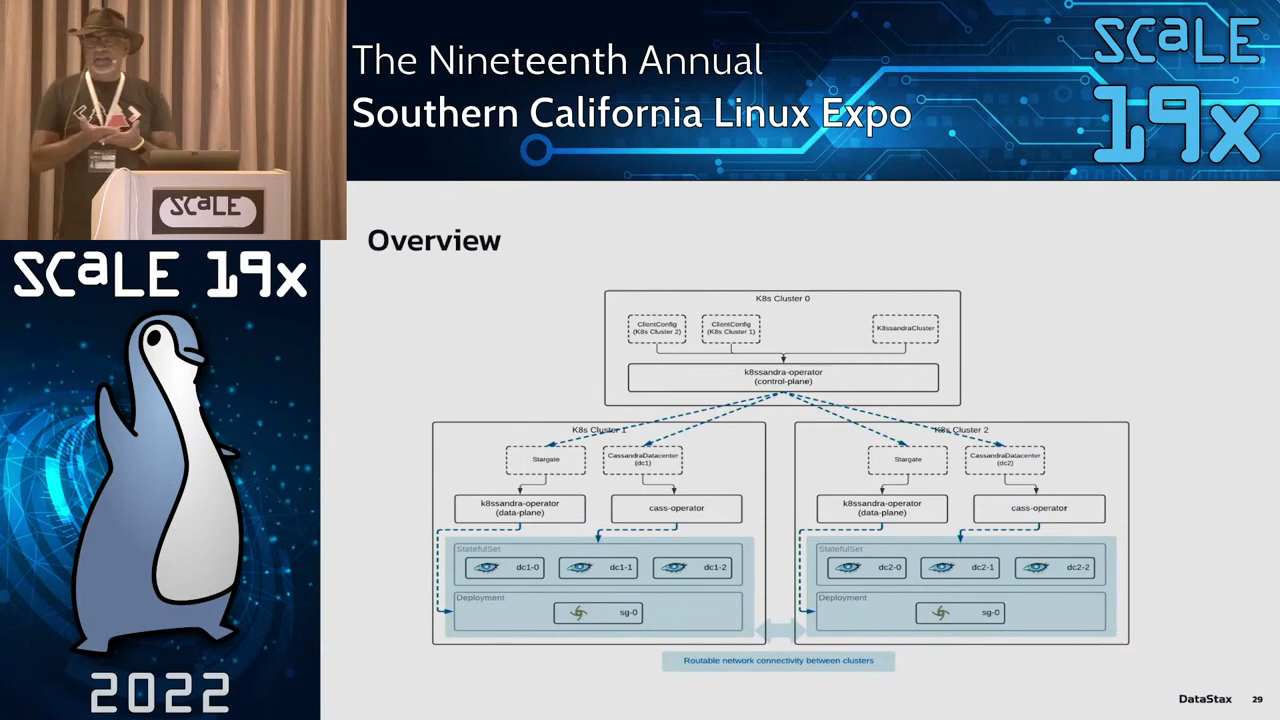 The Nineteenth Annual
Southern California Linux Expo
SCaLE
19x
SCaLE
SCaLE 19x
2022
Overview
K8s Cluster 0
ClientConfig
(K8s Cluster 2)
ClientConfig
(K8s Cluster 1)
K8ssandraCluster
k8ssandra-operator
(control-plane)
K8s Cluster 1
Stargate
CassandraDatacenter
(dc1)
k8ssandra-operator
(data-plane)
cass-operator
StatefulSet
dc1-0
dc1-1
dc1-2
Deployment
sg-0
K8s Cluster 2
Stargate
CassandraDatacenter
(dc2)
k8ssandra-operator
(data-plane)
cass-operator
StatefulSet
dc2-0
dc2-1
dc2-2
Deployment
sg-0
Routable network connectivity between clusters
DataStax 29